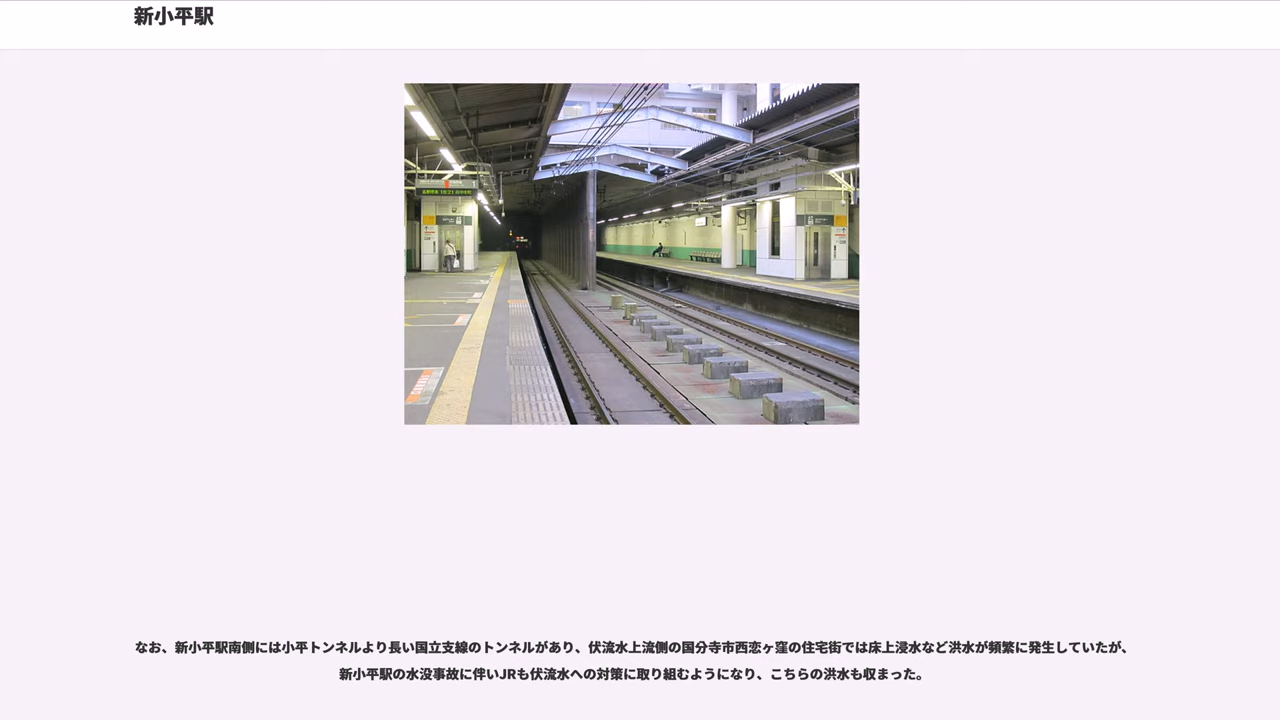 新小平駅
なお、新小平駅南側には小平トンネルより長い国立支線のトンネルがあり、伏流水上流側の国分寺市西恋ヶ窪の住宅街では床上浸水など洪水が頻繁に発生していたが、
新小平駅の水没事故に伴いJRも伏流水への対策に取り組むようになり、こちらの洪水も収まった。